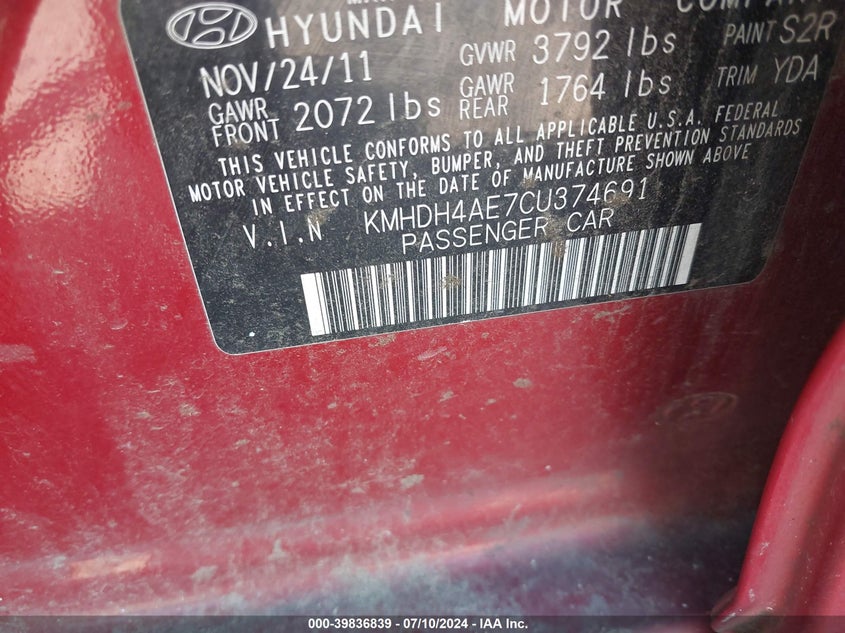 HYUNDAI MOTOR
NOV/24/11 GVWR 3792 lbs PAINT S2R
GAWR FRONT 2072 lbs GAWR REAR 1764 lbs TRIM YDA
THIS VEHICLE CONFORMS TO ALL APPLICABLE U.S.A. FEDERAL
MOTOR VEHICLE SAFETY, BUMPER, AND THEFT PREVENTION STANDARDS
IN EFFECT ON THE DATE OF MANUFACTURE SHOWN ABOVE
V.I.N KMHDH4AE7CU374691
PASSENGER CAR
000-39836839 / 07/10/2024 - IAA Inc.